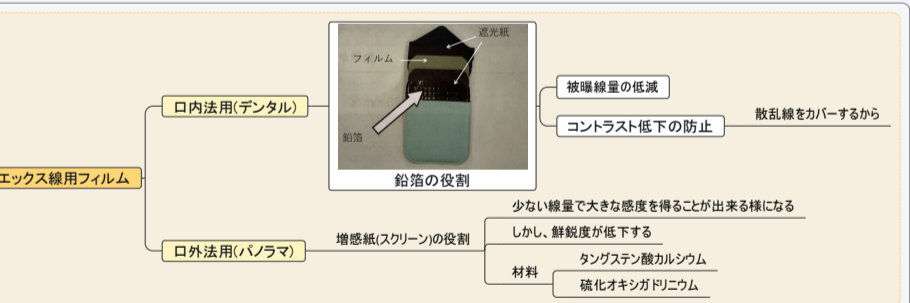 エックス線用フィルム
口内法用(デンタル)
遮光紙
フィルム
鉛箔
鉛箔の役割
被曝線量の低減
コントラスト低下の防止
散乱線をカバーするから
口外法用(パノラマ)
増感紙(スクリーン)の役割
少ない線量で大きな感度を得ることが出来る様になる
しかし、鮮鋭度が低下する
材料
タングステン酸カルシウム
硫化オキシガドリニウム